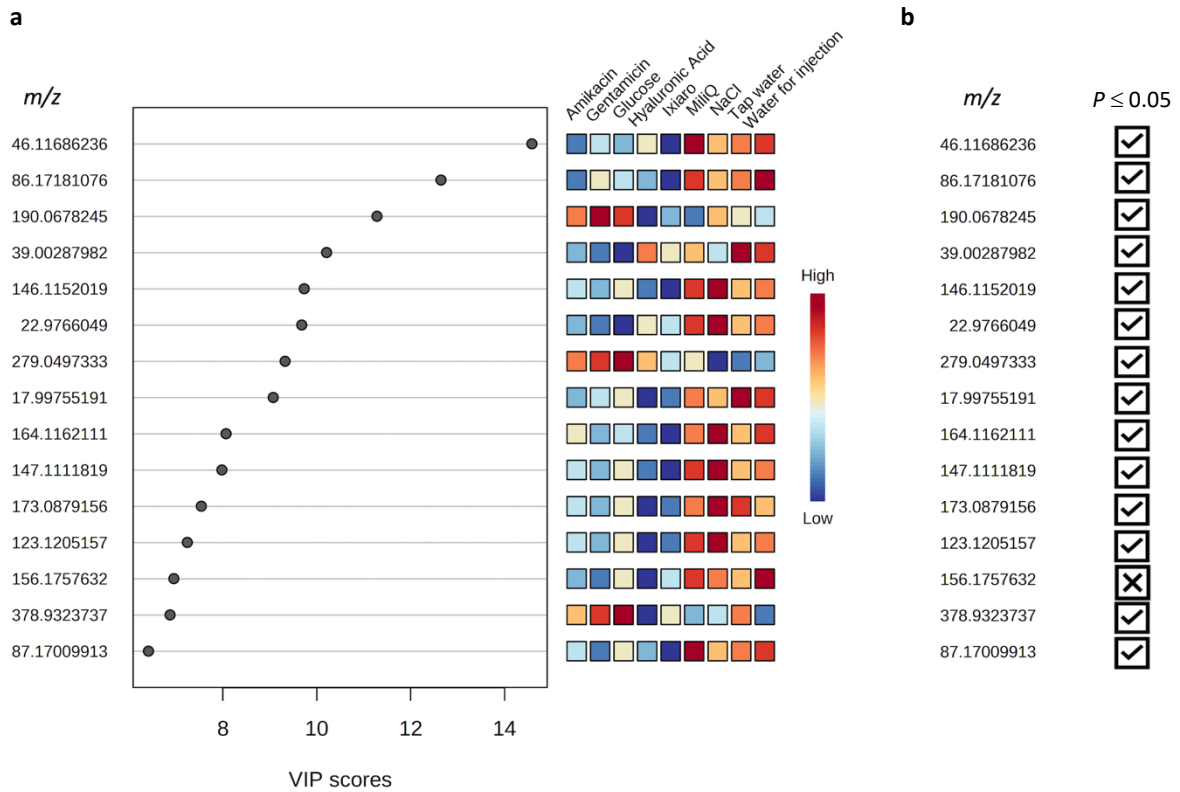 a
b
m/z
Amikacin
Gentamicin
Glucose
Hyaluronic Acid
Ixiaro
MiliQ
NaCl
Tap water
Water for injection
46.11686236
86.17181076
190.0678245
39.00287982
146.1152019
22.9766049
279.0497333
17.99755191
164.1162111
147.1111819
173.0879156
123.1205157
156.1757632
378.9323737
87.17009913
8 10 12 14
VIP scores
High
Low
m/z P ≤ 0.05
46.11686236
86.17181076
190.0678245
39.00287982
146.1152019
22.9766049
279.0497333
17.99755191
164.1162111
147.1111819
173.0879156
123.1205157
156.1757632
378.9323737
87.17009913